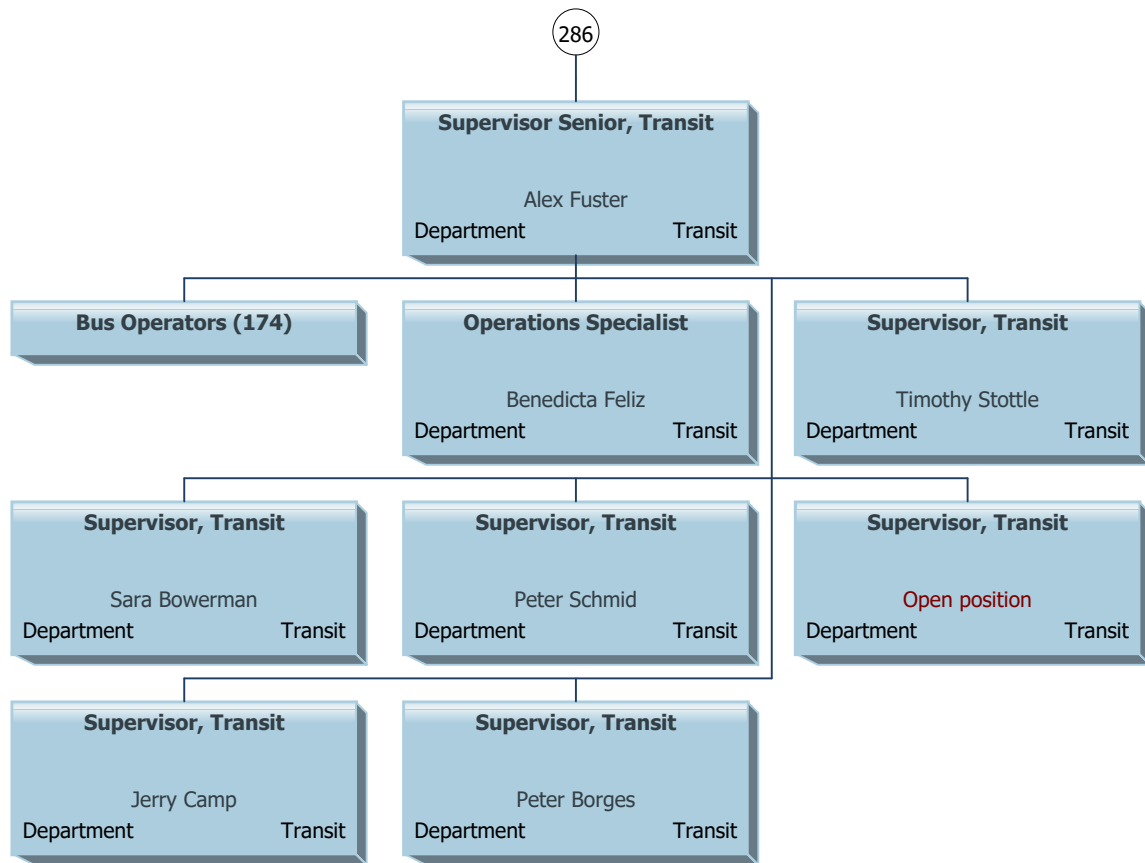 286
Supervisor Senior, Transit
Alex Fuster
Department Transit
Bus Operators (174)
Operations Specialist
Benedicta Feliz
Department Transit
Supervisor, Transit
Timothy Stottle
Department Transit
Supervisor, Transit
Sara Bowerman
Department Transit
Supervisor, Transit
Peter Schmid
Department Transit
Supervisor, Transit
Open position
Department Transit
Supervisor, Transit
Jerry Camp
Department Transit
Supervisor, Transit
Peter Borges
Department Transit